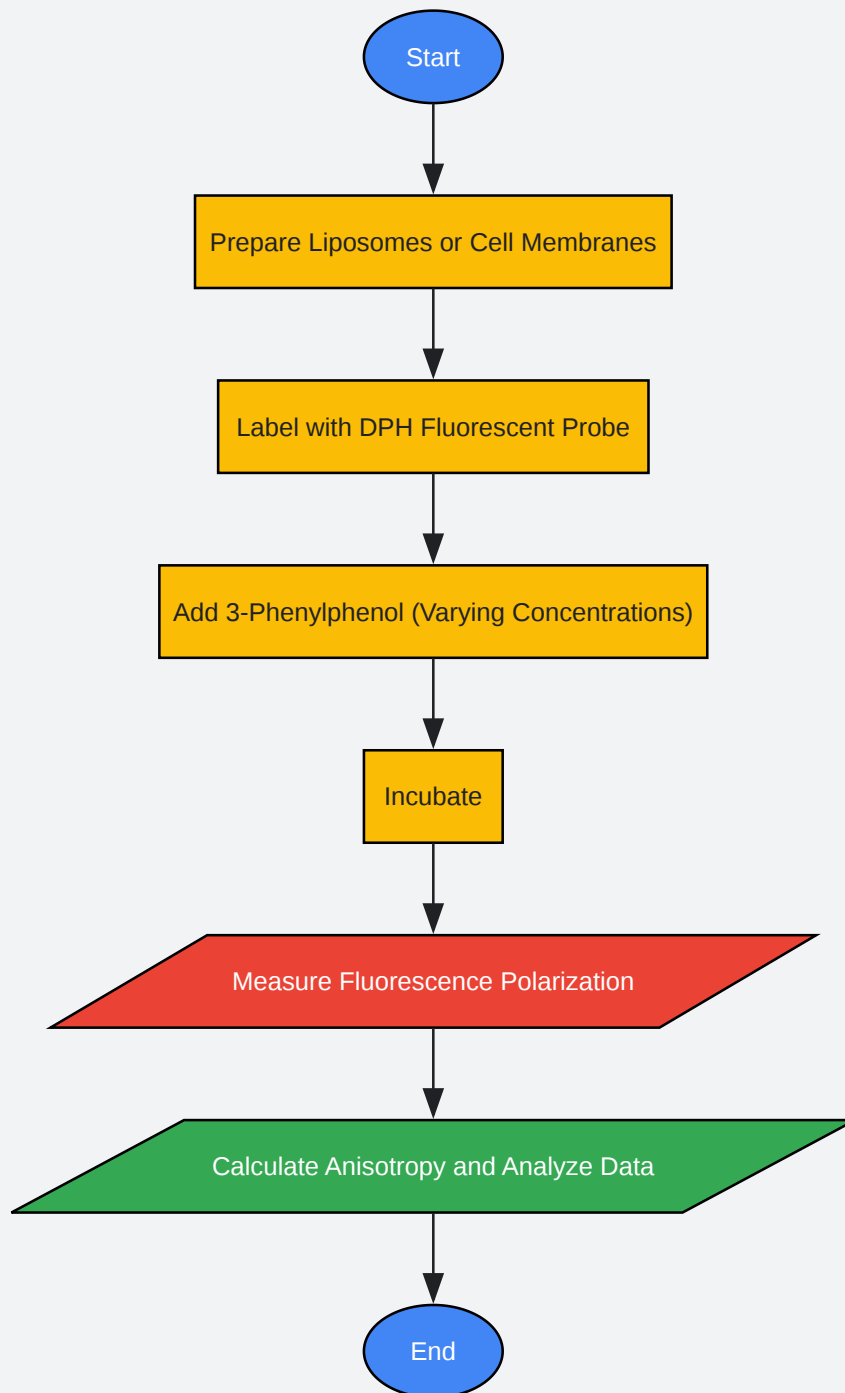 Start
Prepare Liposomes or Cell Membranes
Label with DPH Fluorescent Probe
Add 3-Phenylphenol (Varying Concentrations)
Incubate
Measure Fluorescence Polarization
Calculate Anisotropy and Analyze Data
End